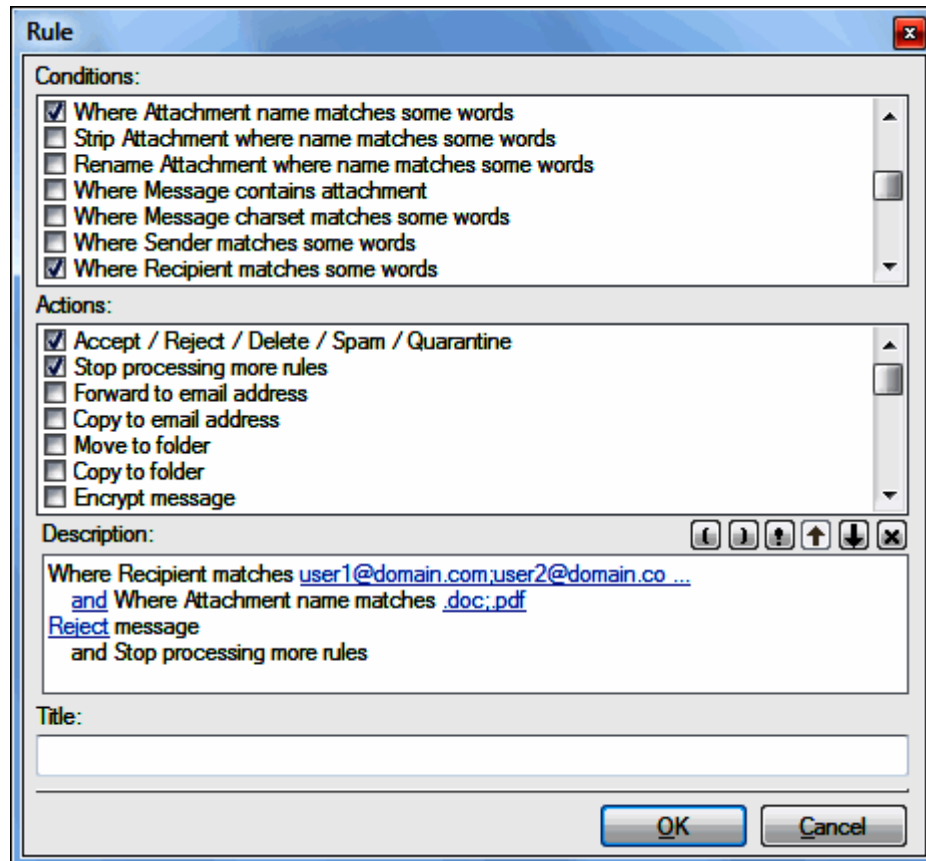 Rule
Conditions:
Where Attachment name matches some words
Strip Attachment where name matches some words
Rename Attachment where name matches some words
Where Message contains attachment
Where Message charset matches some words
Where Sender matches some words
Where Recipient matches some words
Actions:
Accept / Reject / Delete / Spam / Quarantine
Stop processing more rules
Forward to email address
Copy to email address
Move to folder
Copy to folder
Encrypt message
Description:
Where Recipient matches user1@domain.com;user2@domain.co ...
and Where Attachment name matches .doc;.pdf
Reject message
and Stop processing more rules
Title:
OK Cancel